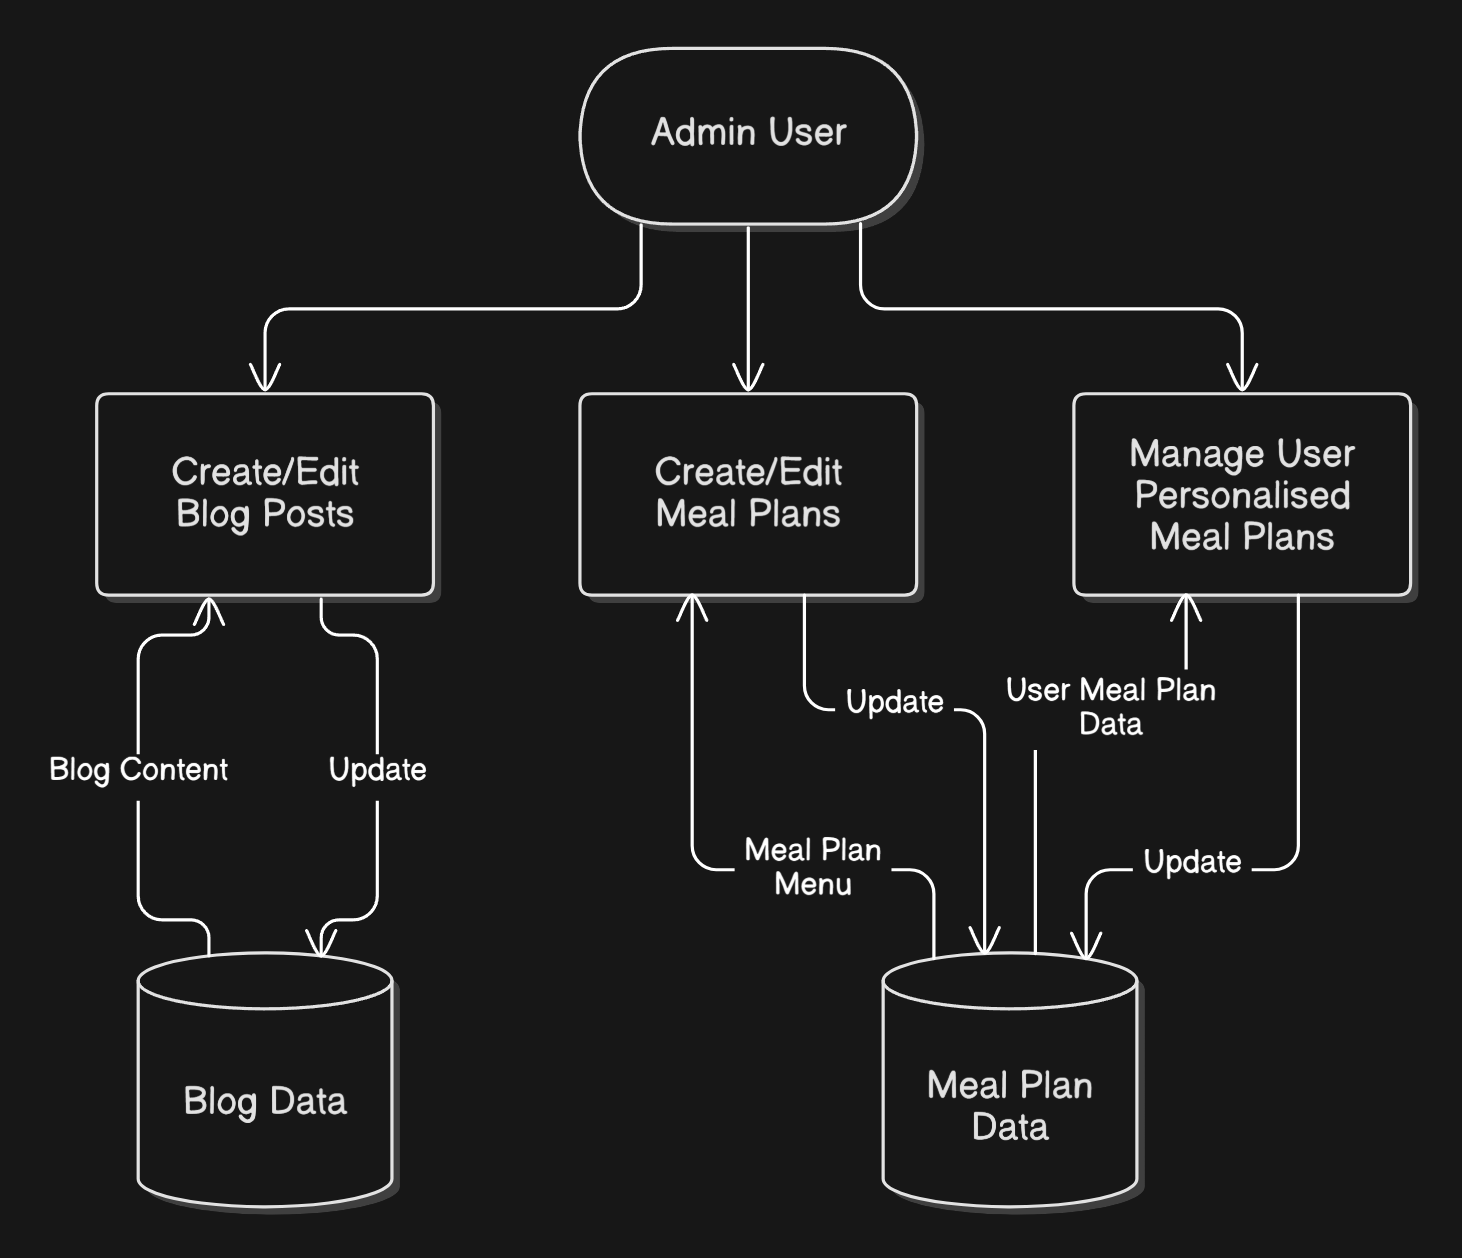 Admin User
Create/Edit
Blog Posts
Create/Edit
Meal Plans
Manage User
Personalised
Meal Plans
Blog Content
Update
Update
User Meal Plan
Data
Meal Plan
Menu
Update
Blog Data
Meal Plan
Data